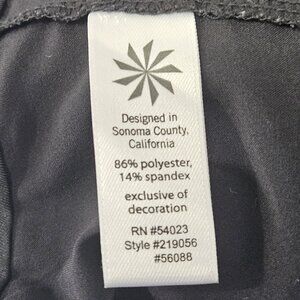 Designed in
Sonoma County,
California
86% polyester,
14% spandex
exclusive of
decoration
RN #54023
Style #219056
#56088